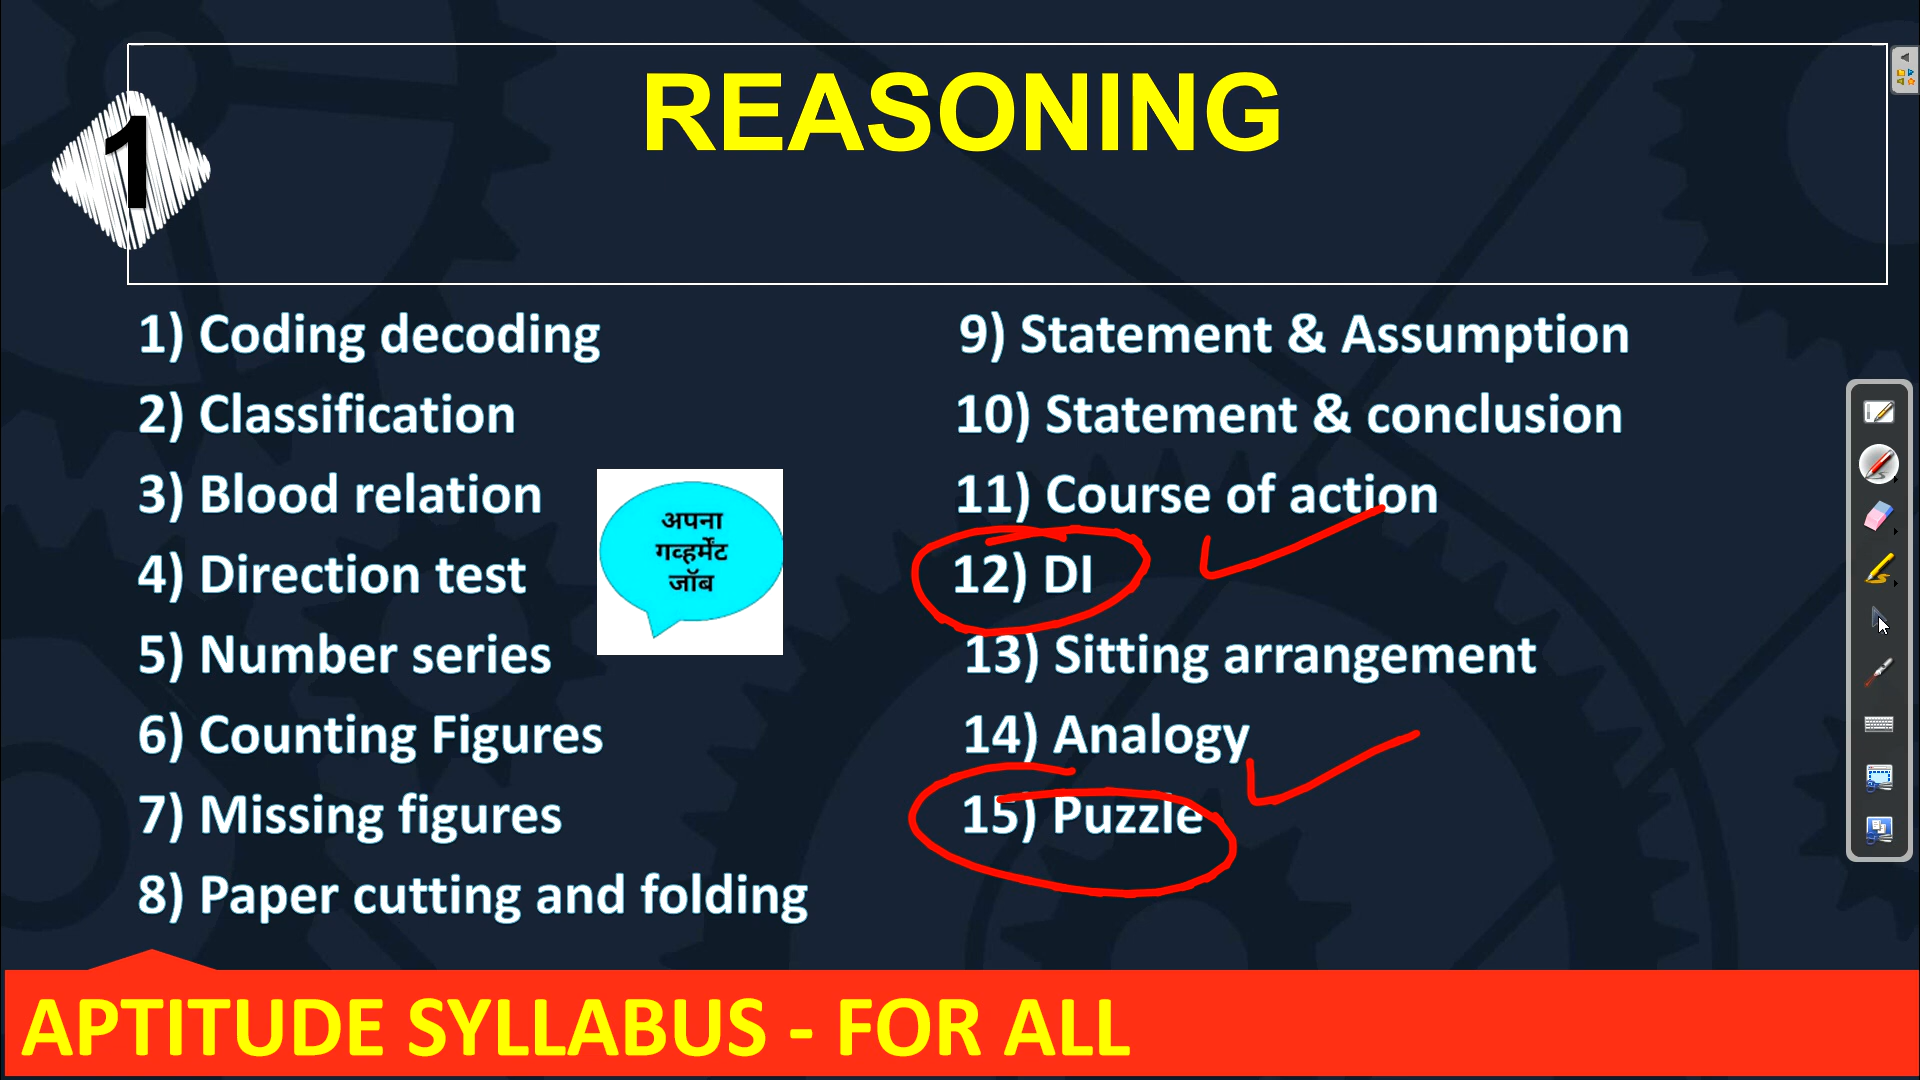 REASONING
1
1) Coding decoding
2) Classification
3) Blood relation
4) Direction test
5) Number series
6) Counting Figures
7) Missing figures
8) Paper cutting and folding
अपना
गव्हर्मेंट
जॉब
9) Statement & Assumption
10) Statement & conclusion
11) Course of action
12) DI
13) Sitting arrangement
14) Analogy
15) Puzzle
APTITUDE SYLLABUS - FOR ALL